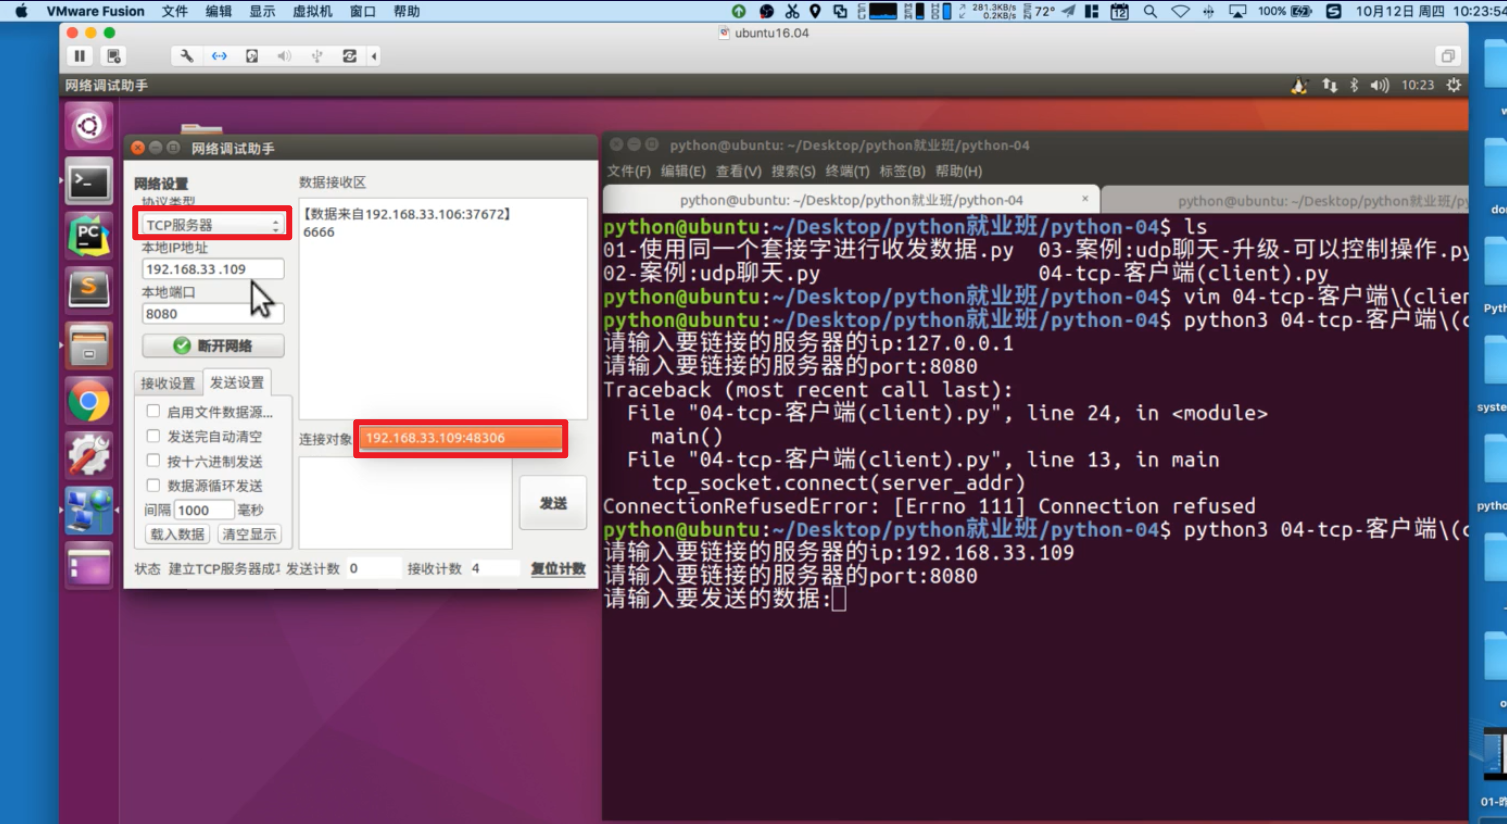 VMware Fusion 文件 编辑 显示 虚拟机 窗口 帮助
281.3KB/s
0.2KB/s
72°
12
100%
10月12日 周四 10:23:54
ubuntu16.04
网络调试助手
10:23
网络调试助手
网络设置
协议类型
TCP服务器
本地IP地址
192.168.33 .109
本地端口
8080
断开网络
接收设置 发送设置
启用文件数据源...
发送完自动清空
按十六进制发送
数据源循环发送
间隔 1000 毫秒
载入数据 清空显示
数据接收区
【数据来自192.168.33.106:37672】
6666
连接对象 192.168.33.109:48306
发送
状态 建立TCP服务器成 发送计数 0 接收计数 4 复位计数
python@ubuntu: ~/Desktop/python就业班/python-04
文件(F) 编辑(E) 查看(V) 搜索(S) 终端(T) 标签(B) 帮助(H)
python@ubuntu: ~/Desktop/python就业班/python-04 ×
python@ubuntu: ~/Desktop/python就业班/py
python@ubuntu:~/Desktop/python就业班/python-04$ ls
01-使用同一个套接字进行收发数据.py 03-案例:udp聊天-升级-可以控制操作.py
02-案例:udp聊天.py 04-tcp-客户端(client).py
python@ubuntu:~/Desktop/python就业班/python-04$ vim 04-tcp-客户端\(clien
python@ubuntu:~/Desktop/python就业班/python-04$ python3 04-tcp-客户端\(c
请输入要链接的服务器的ip:127.0.0.1
请输入要链接的服务器的port:8080
Traceback (most recent call last):
File "04-tcp-客户端(client).py", line 24, in <module>
main()
File "04-tcp-客户端(client).py", line 13, in main
tcp_socket.connect(server_addr)
ConnectionRefusedError: [Errno 111] Connection refused
python@ubuntu:~/Desktop/python就业班/python-04$ python3 04-tcp-客户端\(c
请输入要链接的服务器的ip:192.168.33.109
请输入要链接的服务器的port:8080
请输入要发送的数据:
dou
Pyth
syste
pytho